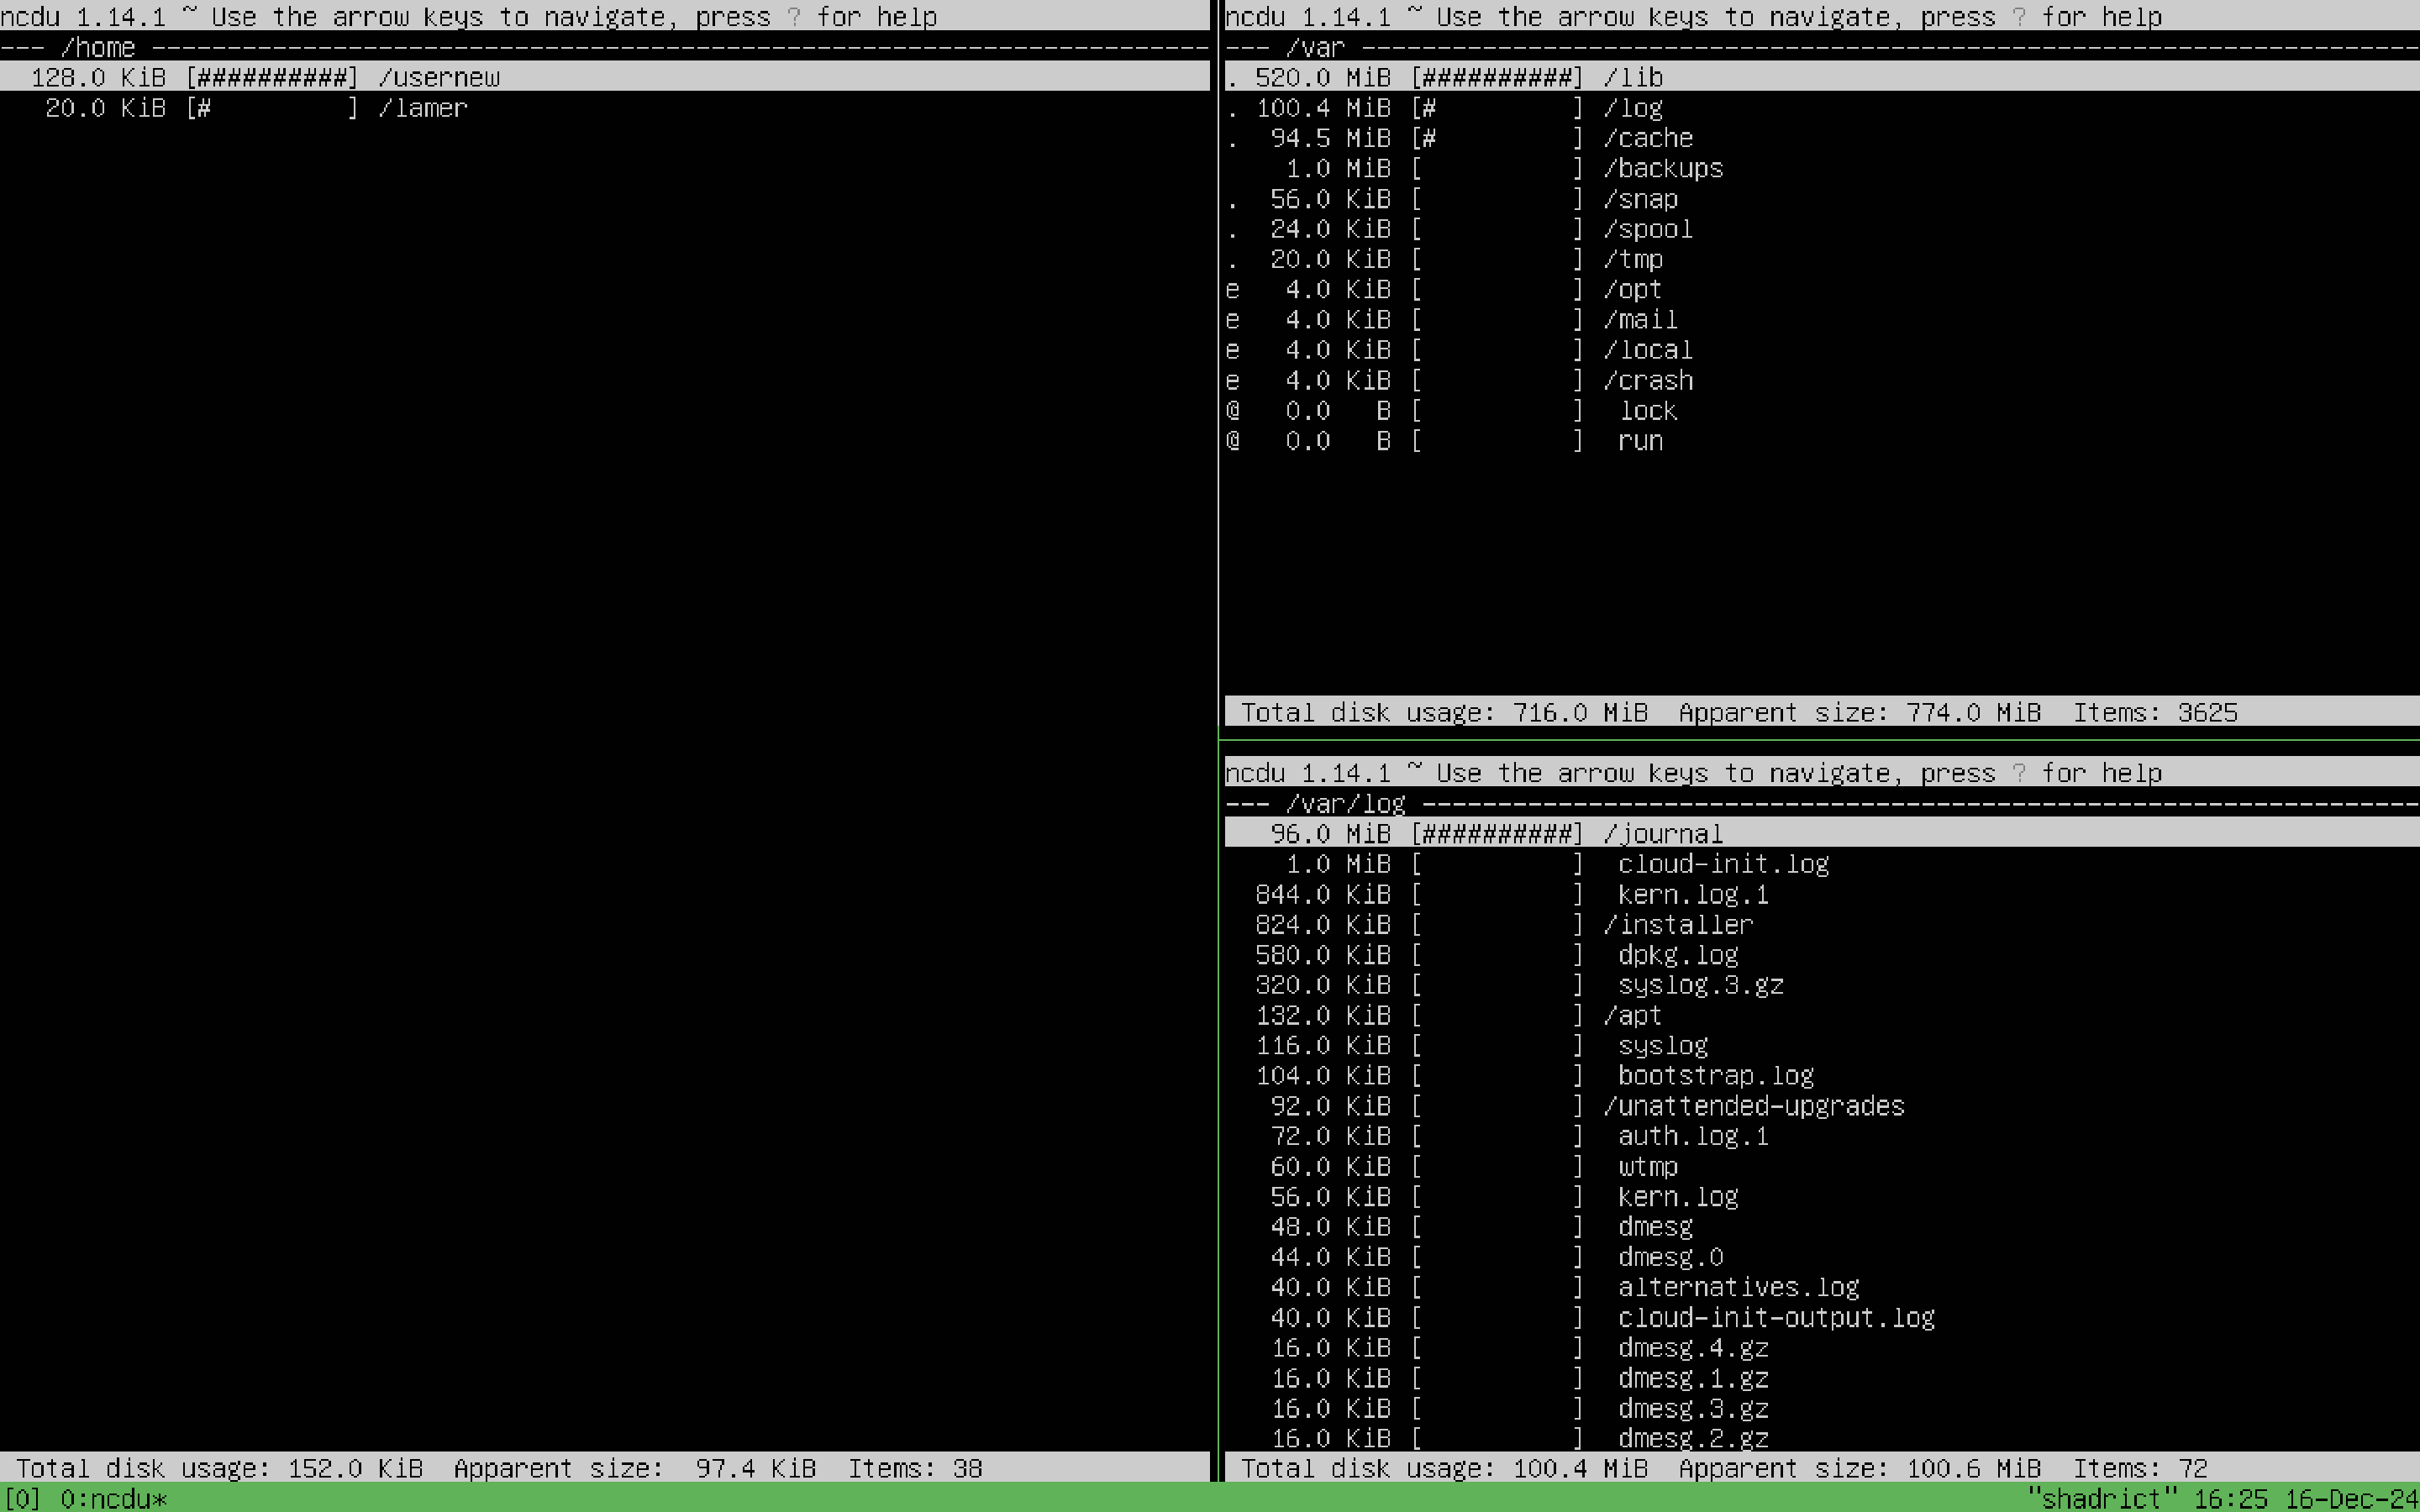 ncdu 1.14.1 ~ Use the arrow keys to navigate, press ? for help
--- /home ----------------------------------------------------------------------
  128.0 KiB [##########] /usernew
   20.0 KiB [#         ] /lamer
 Total disk usage: 152.0 KiB  Apparent size:  97.4 KiB  Items: 38
ncdu 1.14.1 ~ Use the arrow keys to navigate, press ? for help
--- /var ----------------------------------------------------------------------
. 520.0 MiB [##########] /lib
. 100.4 MiB [#         ] /log
.  94.5 MiB [#         ] /cache
    1.0 MiB [          ] /backups
.  56.0 KiB [          ] /snap
.  24.0 KiB [          ] /spool
.  20.0 KiB [          ] /tmp
e   4.0 KiB [          ] /opt
e   4.0 KiB [          ] /mail
e   4.0 KiB [          ] /local
e   4.0 KiB [          ] /crash
@   0.0   B [          ]  lock
@   0.0   B [          ]  run
 Total disk usage: 716.0 MiB  Apparent size: 774.0 MiB  Items: 3625
ncdu 1.14.1 ~ Use the arrow keys to navigate, press ? for help
--- /var/log ------------------------------------------------------------------
   96.0 MiB [##########] /journal
    1.0 MiB [          ]  cloud-init.log
  844.0 KiB [          ]  kern.log.1
  824.0 KiB [          ] /installer
  580.0 KiB [          ]  dpkg.log
  320.0 KiB [          ]  syslog.3.gz
  132.0 KiB [          ] /apt
  116.0 KiB [          ]  syslog
  104.0 KiB [          ]  bootstrap.log
   92.0 KiB [          ] /unattended-upgrades
   72.0 KiB [          ]  auth.log.1
   60.0 KiB [          ]  wtmp
   56.0 KiB [          ]  kern.log
   48.0 KiB [          ]  dmesg
   44.0 KiB [          ]  dmesg.0
   40.0 KiB [          ]  alternatives.log
   40.0 KiB [          ]  cloud-init-output.log
   16.0 KiB [          ]  dmesg.4.gz
   16.0 KiB [          ]  dmesg.1.gz
   16.0 KiB [          ]  dmesg.3.gz
   16.0 KiB [          ]  dmesg.2.gz
 Total disk usage: 100.4 MiB  Apparent size: 100.6 MiB  Items: 72
[0] 0:ncdu* "shadrict" 16:25 16-Dec-24